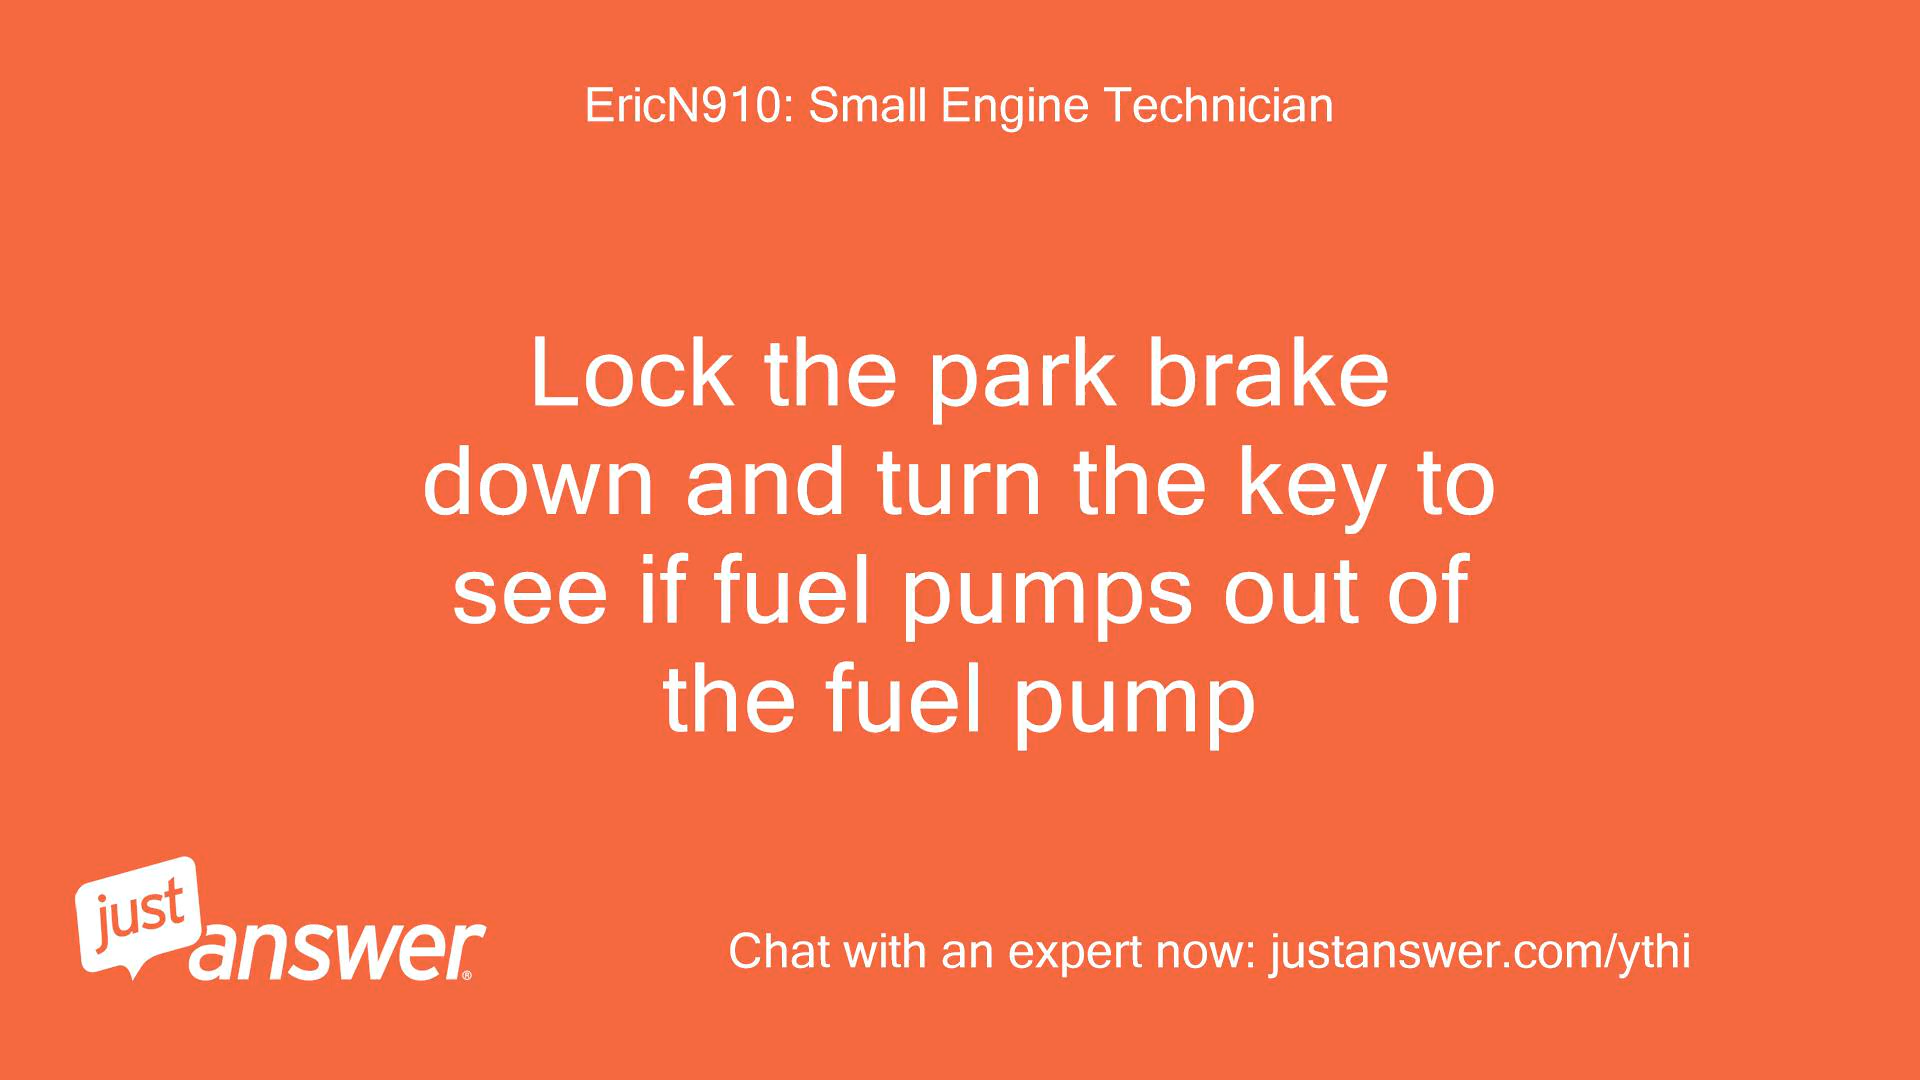 EricN910: Small Engine Technician
Lock the park brake
down and turn the key to
see if fuel pumps out of
the fuel pump
just
answer®
Chat with an expert now: justanswer.com/ythi